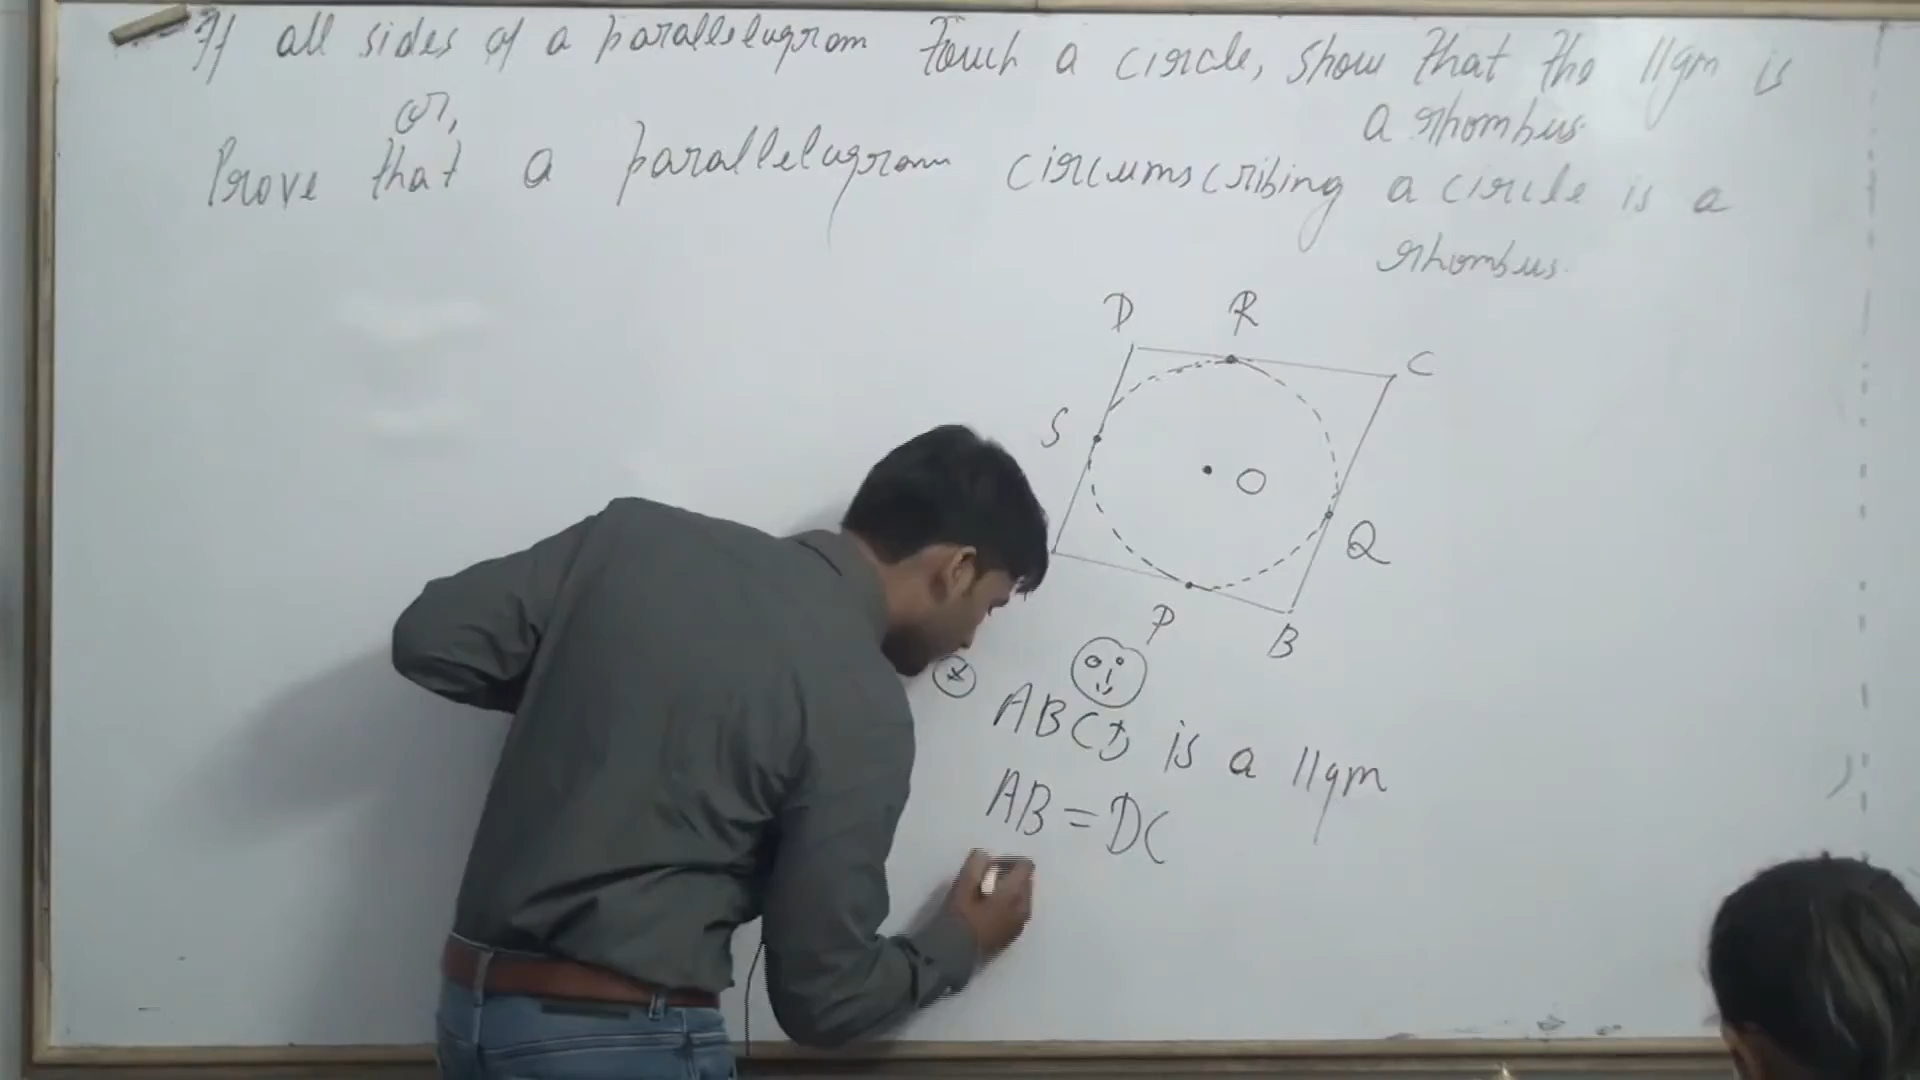 If all sides of a parallelogram touch a circle, show that the llgm is
a rhombus.
or,
Prove that a parallelogram circumscribing a circle is a
rhombus.
D R
C
S
O
Q
P
B
ABCD is a llgm
AB = DC